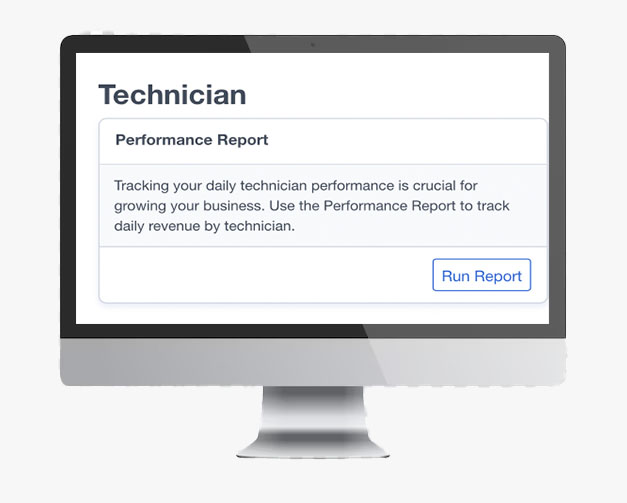 Technician
Performance Report
Tracking your daily technician performance is crucial for
growing your business. Use the Performance Report to track
daily revenue by technician.
Run Report